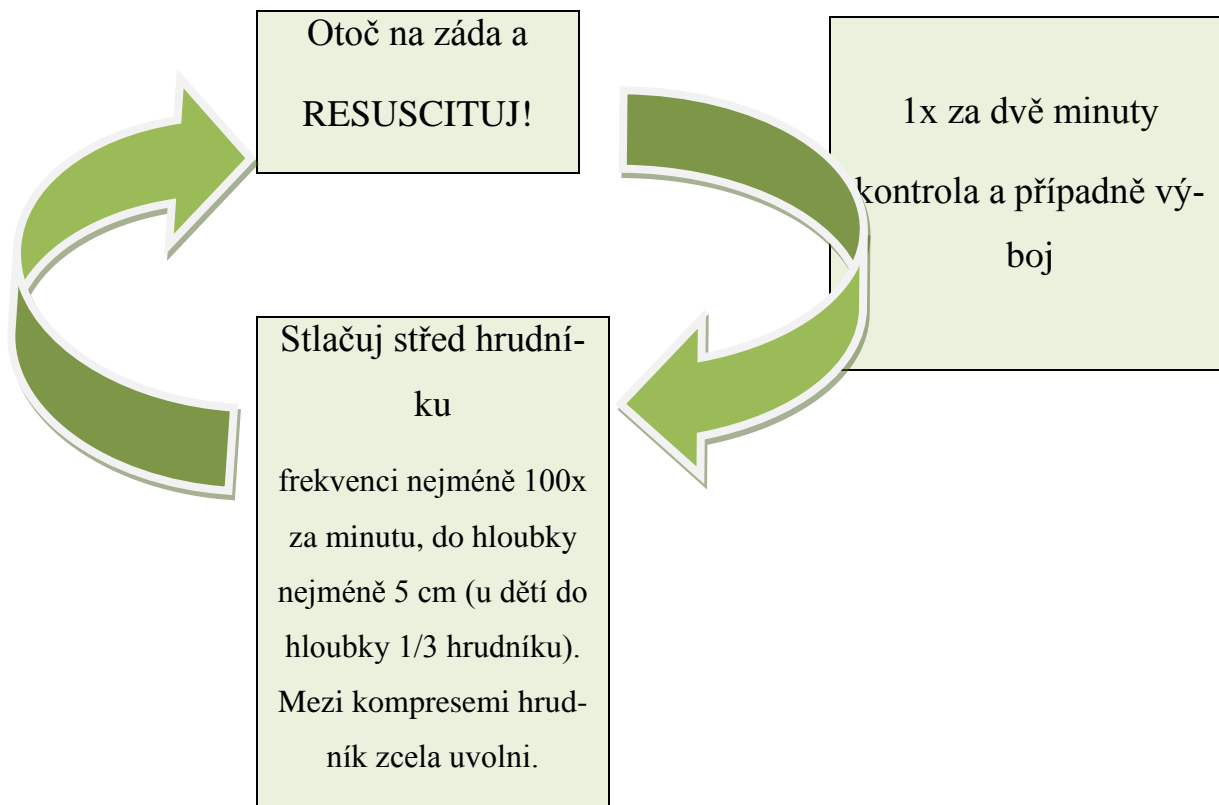 Otoč na záda a
RESUSCITUJ!
1x za dvě minuty
kontrola a případně vý-
boj
Stlačuj střed hrudní-
ku
frekvenci nejméně 100x
za minutu, do hloubky
nejméně 5 cm (u dětí do
hloubky 1/3 hrudníku).
Mezi kompresemi hrud-
ník zcela uvolni.